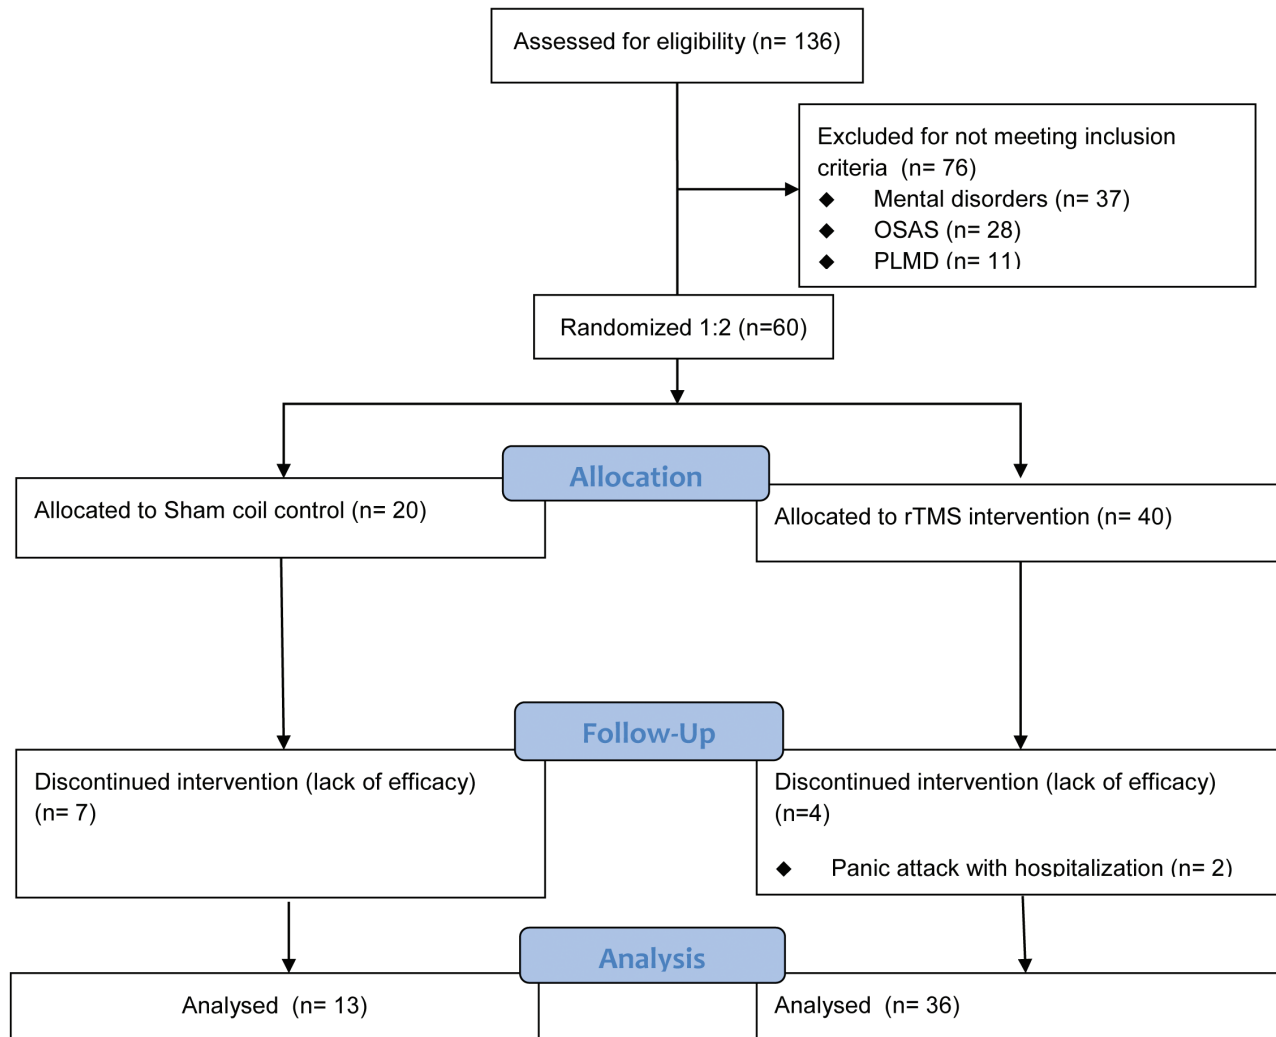 Assessed for eligibility (n= 136)
Excluded for not meeting inclusion
criteria  (n= 76)
◆ Mental disorders (n= 37)
◆ OSAS (n= 28)
◆ PLMD (n= 11)
Randomized 1:2 (n=60)
Allocation
Allocated to Sham coil control (n= 20)
Allocated to rTMS intervention (n= 40)
Follow-Up
Discontinued intervention (lack of efficacy)
(n= 7)
Discontinued intervention (lack of efficacy)
(n=4)
◆ Panic attack with hospitalization (n= 2)
Analysis
Analysed  (n= 13)
Analysed  (n= 36)